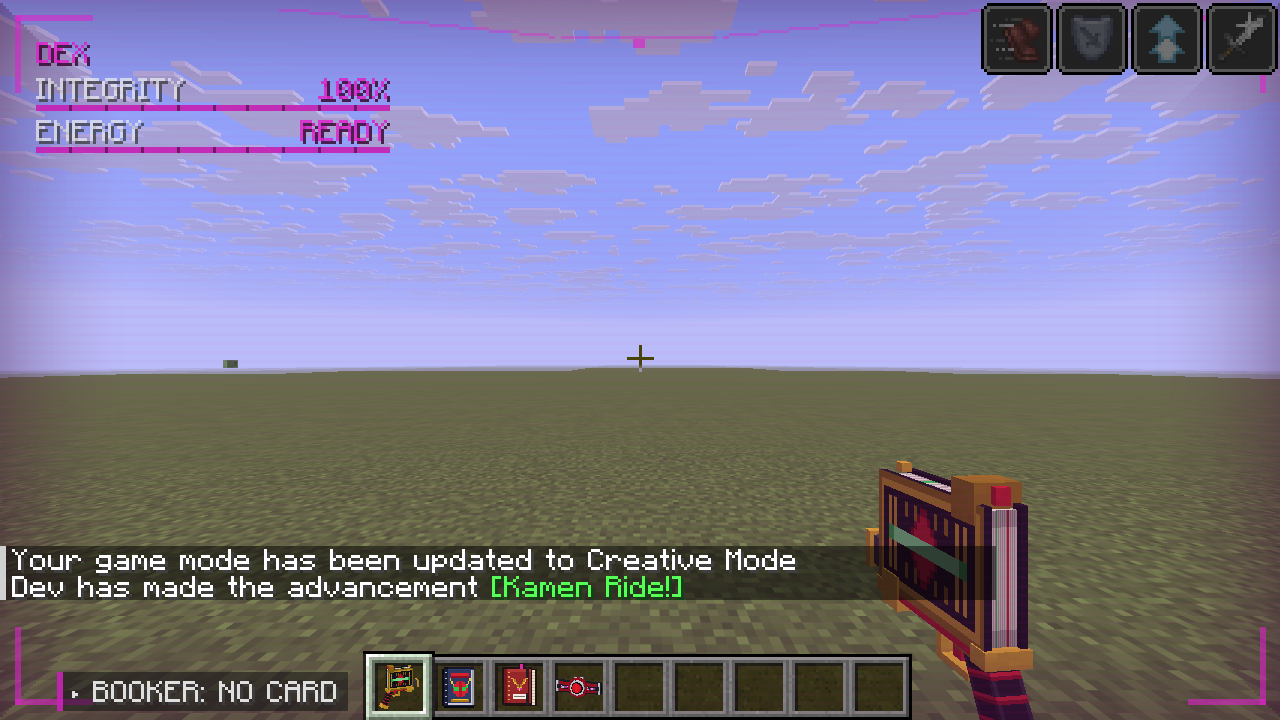 DEX
INTEGRITY 100%
ENERGY READY
Your game mode has been updated to Creative Mode
Dev has made the advancement [Kamen Ride!]
▸ BOOKER: NO CARD